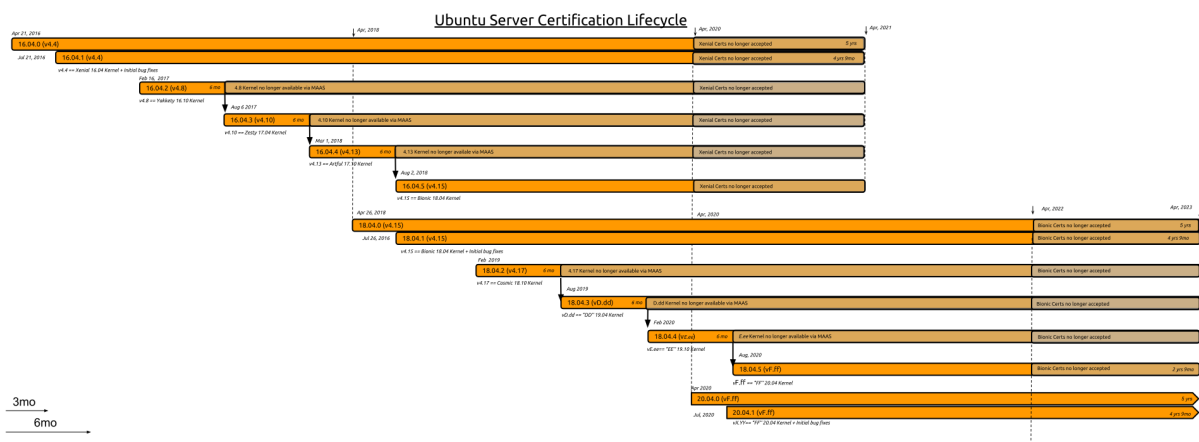 Ubuntu Server Certification Lifecycle
Apr 21, 2016
Apr, 2018
Apr, 2020
Apr, 2021
16.04.0 (v4.4)
Xenial Certs no longer accepted
5 yrs
Jul 21, 2016
16.04.1 (v4.4)
Xenial Certs no longer accepted
4 yrs 9mo
v4.4 == Xenial 16.04 Kernel + Initial bug fixes
Feb 16, 2017
16.04.2 (v4.8)
6 mo
4.8 Kernel no longer available via MAAS
Xenial Certs no longer accepted
v4.8 == Yakkety 16.10 Kernel
Aug 6 2017
16.04.3 (v4.10)
6 mo
4.10 Kernel no longer available via MAAS
Xenial Certs no longer accepted
v4.10 == Zesty 17.04 Kernel
Mar 1, 2018
16.04.4 (v4.13)
6 mo
4.13 Kernel no longer availale via MAAS
Xenial Certs no longer accepted
v4.13 == Artful 17.10 Kernel
Aug 2, 2018
16.04.5 (v4.15)
Xenial Certs no longer accepted
v4.15 == Bionic 18.04 Kernel
Apr 26, 2018
Apr, 2020
Apr, 2022
Apr, 2023
18.04.0 (v4.15)
Bionic Certs no longer accepted
5 yrs
Jul 26, 2016
18.04.1 (v4.15)
Bionic Certs no longer accepted
4 yrs 9mo
v4.15 == Bionic 18.04 Kernel + Initial bug fixes
Feb 2019
18.04.2 (v4.17)
6 mo
4.17 Kernel no longer available via MAAS
Bionic Certs no longer accepted
v4.17 == Cosmic 18.10 Kernel
Aug 2019
18.04.3 (vD.dd)
6 mo
D.dd Kernel no longer available via MAAS
Bionic Certs no longer accepted
vD.dd == "DD" 19.04 Kernel
Feb 2020
18.04.4 (vE.ee)
6 mo
E.ee Kernel no longer available via MAAS
Bionic Certs no longer accepted
vE.ee== "EE" 19.10 Kernel
Aug, 2020
18.04.5 (vF.ff)
Bionic Certs no longer accepted
2 yrs 9mo
vF.ff == "FF" 20.04 Kernel
Apr 2020
20.04.0 (vF.ff)
5 yrs
3mo
Jul, 2020
20.04.1 (vF.ff)
4 yrs 9mo
vX.YY== "FF" 20.04 Kernel + Initial bug fixes
6mo